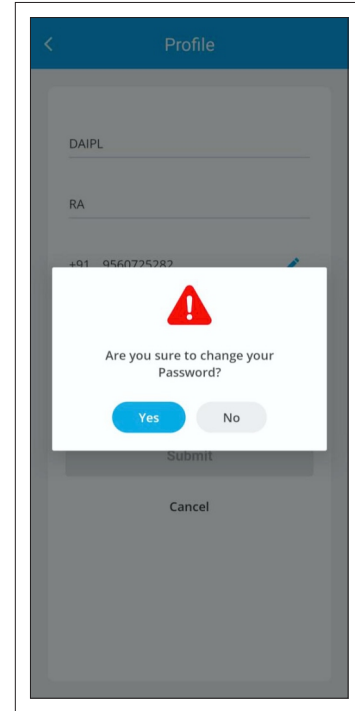 Profile
DAIPL
RA
+91 9560725282
Are you sure to change your
Password?
Yes No
Submit
Cancel